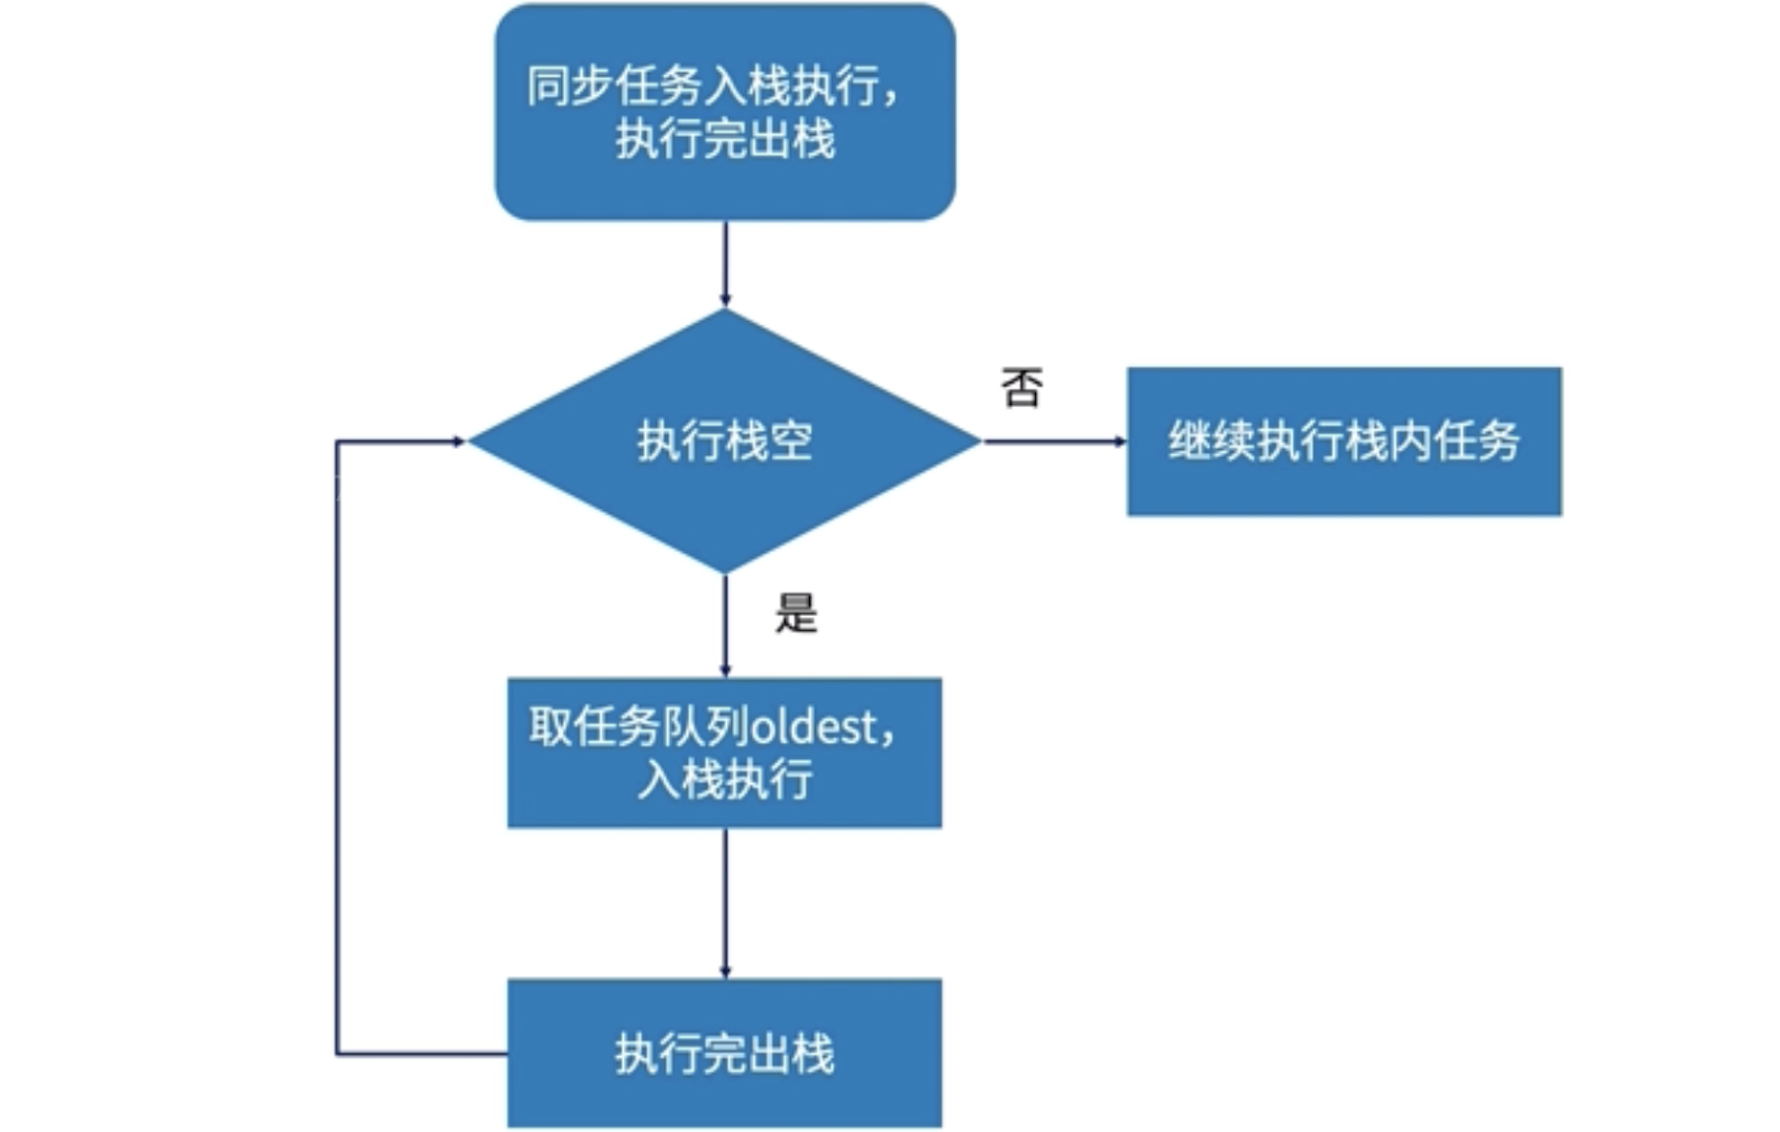 同步任务入栈执行，
执行完出栈
执行栈空
否
继续执行栈内任务
是
取任务队列oldest，
入栈执行
执行完出栈